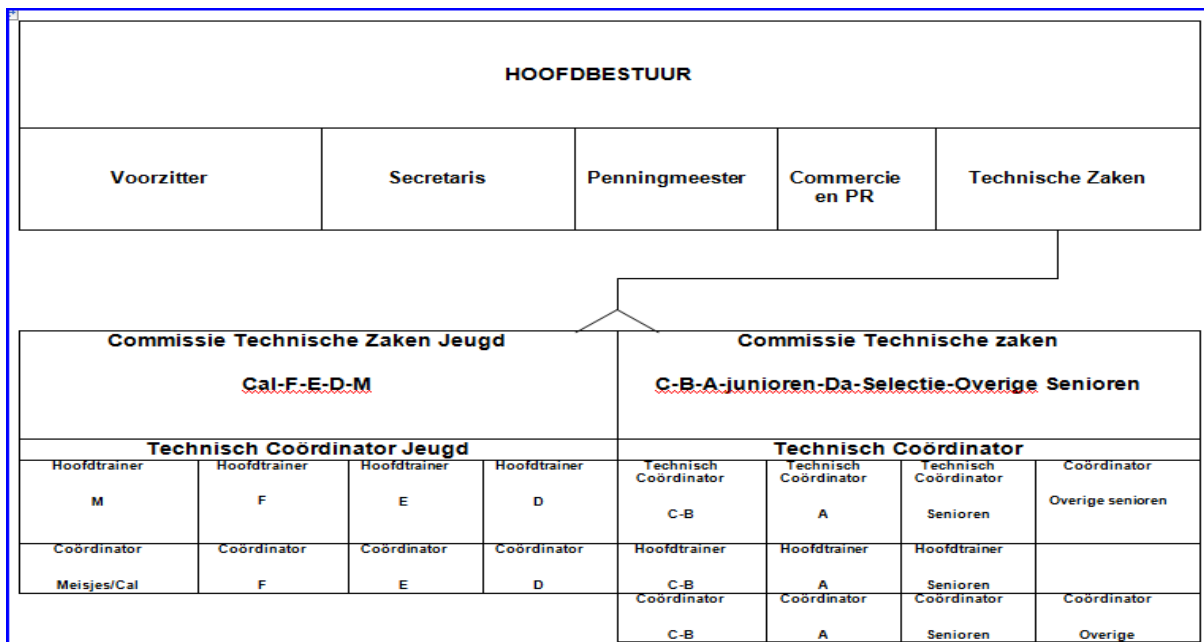 HOOFDBESTUUR
Voorzitter Secretaris Penningmeester Commercie en PR Technische Zaken
Commissie Technische Zaken Jeugd
Cal-F-E-D-M
Commissie Technische zaken
C-B-A-junioren-Da-Selectie-Overige Senioren
Technisch Coördinator Jeugd
Technisch Coördinator
Hoofdtrainer M
Hoofdtrainer F
Hoofdtrainer E
Hoofdtrainer D
Technisch Coördinator C-B
Technisch Coördinator A
Technisch Coördinator Senioren
Coördinator Overige senioren
Coördinator Meisjes/Cal
Coördinator F
Coördinator E
Coördinator D
Hoofdtrainer C-B
Hoofdtrainer A
Hoofdtrainer Senioren
Coördinator C-B
Coördinator A
Coördinator Senioren
Coördinator Overige